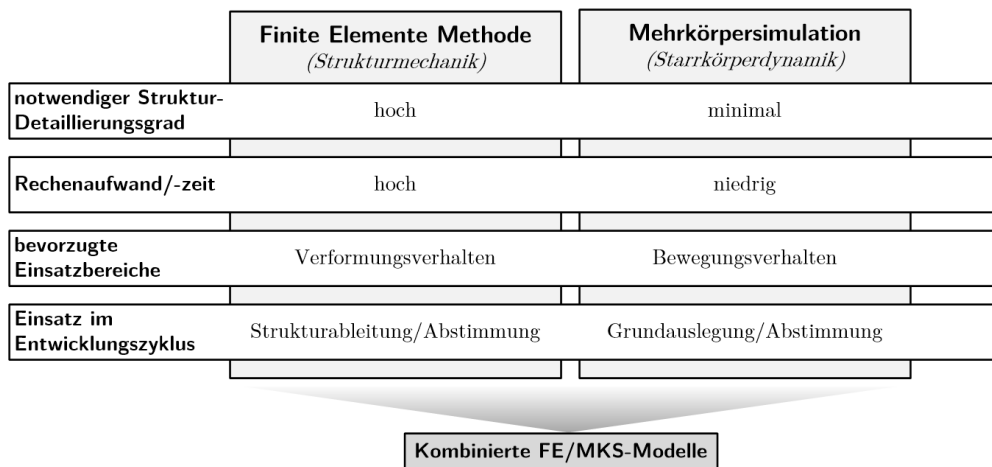 Finite Elemente Methode
(Strukturmechanik)
Mehrkörpersimulation
(Starrkörperdynamik)
notwendiger Struktur-
Detaillierungsgrad
hoch
minimal
Rechenaufwand/-zeit
hoch
niedrig
bevorzugte
Einsatzbereiche
Verformungsverhalten
Bewegungsverhalten
Einsatz im
Entwicklungszyklus
Strukturableitung/Abstimmung
Grundauslegung/Abstimmung
Kombinierte FE/MKS-Modelle